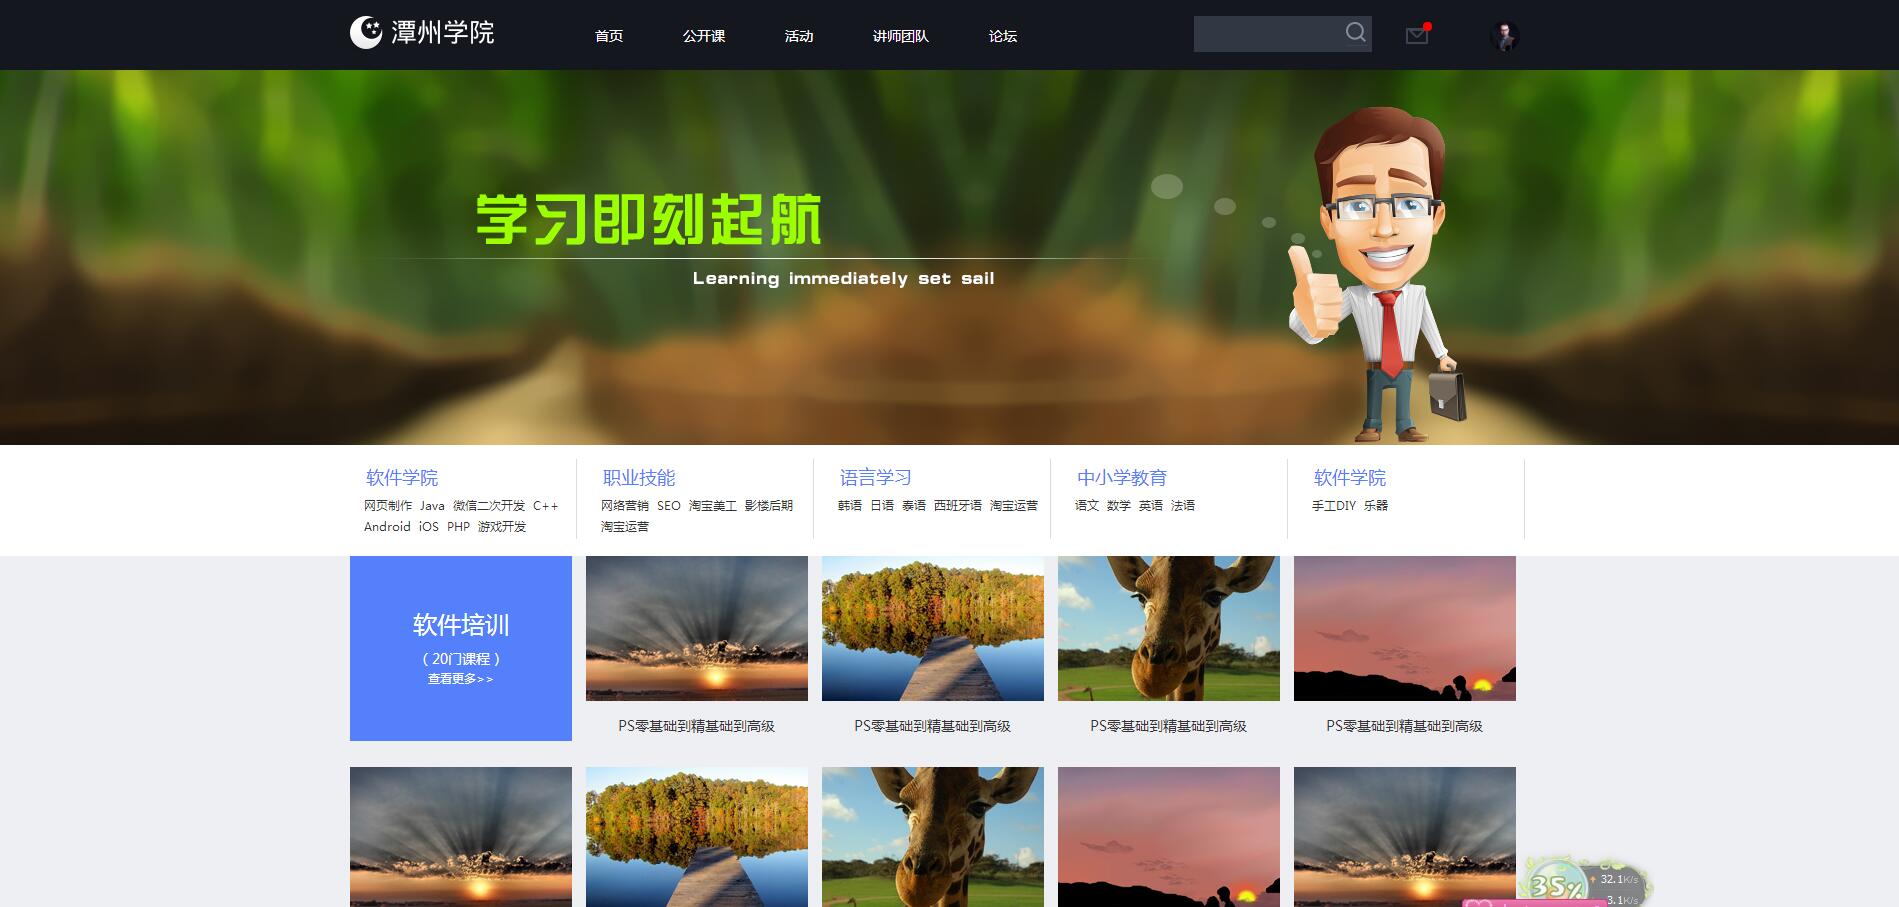 潭州学院
首页 公开课 活动 讲师团队 论坛
学习即刻起航
Learning immediately set sail
软件学院
网页制作 Java 微信二次开发 C++
Android iOS PHP 游戏开发
职业技能
网络营销 SEO 淘宝美工 影楼后期
淘宝运营
语言学习
韩语 日语 泰语 西班牙语 淘宝运营
中小学教育
语文 数学 英语 法语
软件学院
手工DIY 乐器
软件培训
（20门课程）
查看更多>>
PS零基础到精基础到高级
PS零基础到精基础到高级
PS零基础到精基础到高级
PS零基础到精基础到高级
35%
32.1K/s
3.1K/s